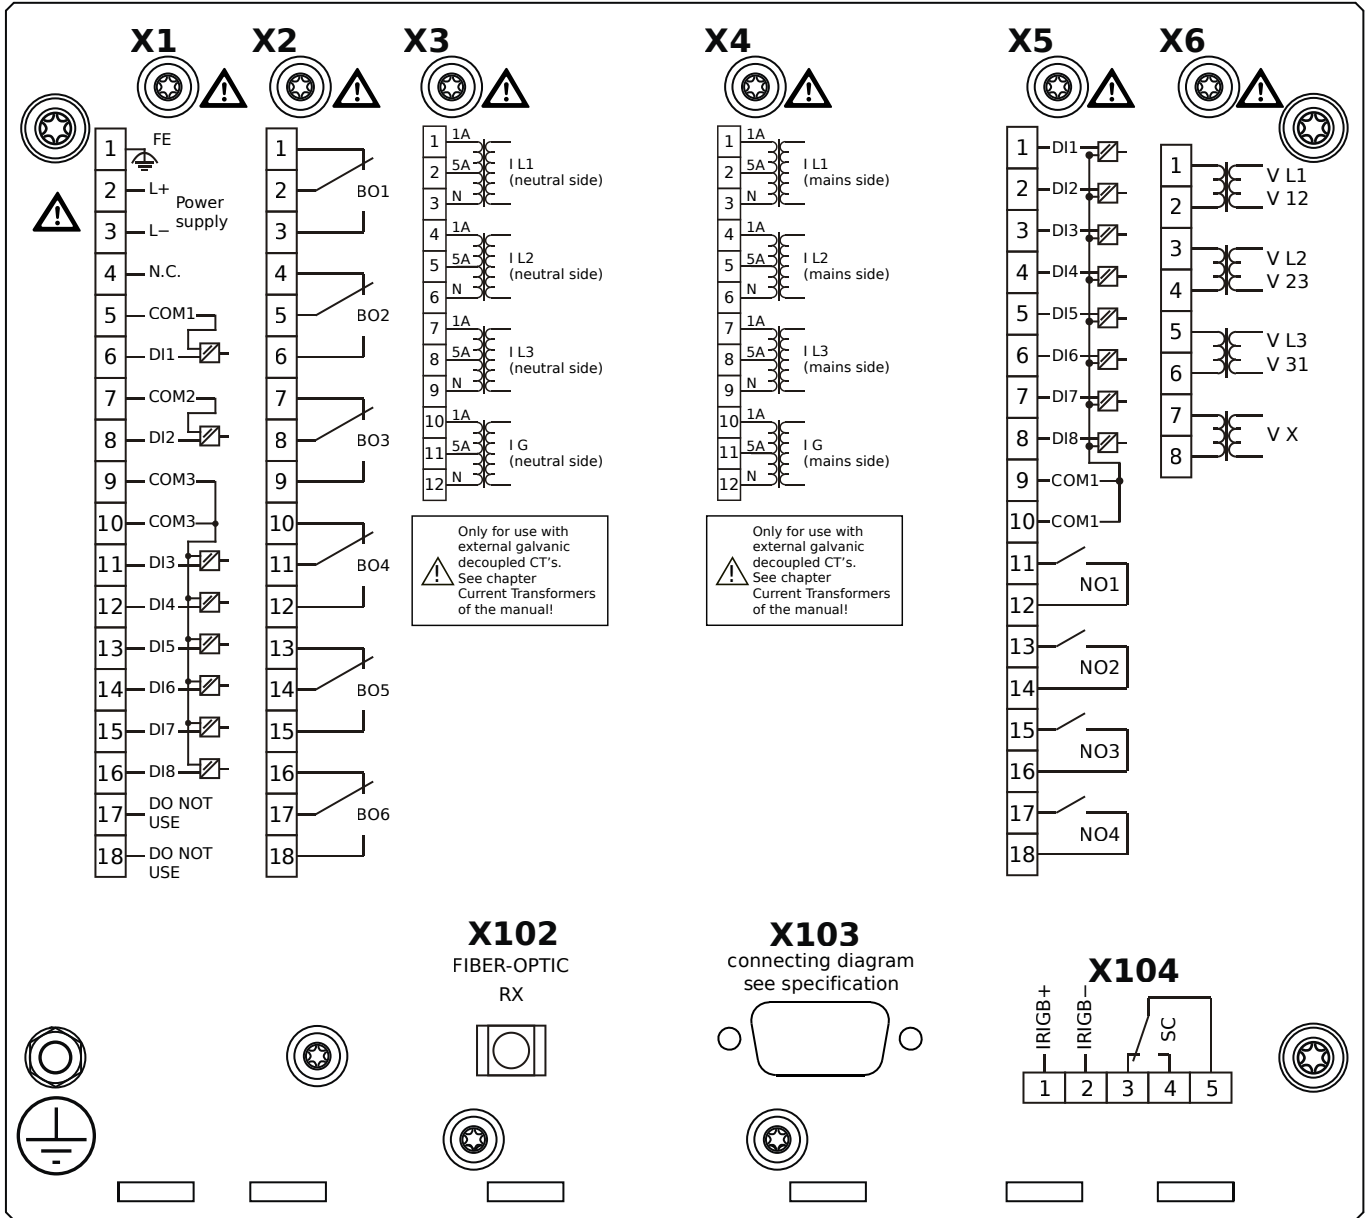 X1
X2
X3
X4
X5
X6
1
FE
2
L+
Power
supply
3
L−
4
N.C.
5
COM1
6
DI1
7
COM2
8
DI2
9
COM3
10
COM3
11
DI3
12
DI4
13
DI5
14
DI6
15
DI7
16
DI8
17
DO NOT
USE
18
DO NOT
USE
1
2
BO1
3
4
5
BO2
6
7
8
BO3
9
10
11
BO4
12
13
14
BO5
15
16
17
BO6
18
1
1A
2
5A
3
N
I L1
(neutral side)
4
1A
5
5A
6
N
I L2
(neutral side)
7
1A
8
5A
9
N
I L3
(neutral side)
10
1A
11
5A
12
N
I G
(neutral side)
Only for use with
external galvanic
decoupled CT's.
See chapter
Current Transformers
of the manual!
1
1A
2
5A
3
N
I L1
(mains side)
4
1A
5
5A
6
N
I L2
(mains side)
7
1A
8
5A
9
N
I L3
(mains side)
10
1A
11
5A
12
N
I G
(mains side)
Only for use with
external galvanic
decoupled CT's.
See chapter
Current Transformers
of the manual!
1
DI1
2
DI2
3
DI3
4
DI4
5
DI5
6
DI6
7
DI7
8
DI8
9
COM1
10
COM1
11
NO1
12
13
NO2
14
15
NO3
16
17
NO4
18
1
V L1
2
V 12
3
V L2
4
V 23
5
V L3
6
V 31
7
V X
8
X102
FIBER-OPTIC
RX
X103
connecting diagram
see specification
X104
IRIGB+
IRIGB−
SC
1
2
3
4
5